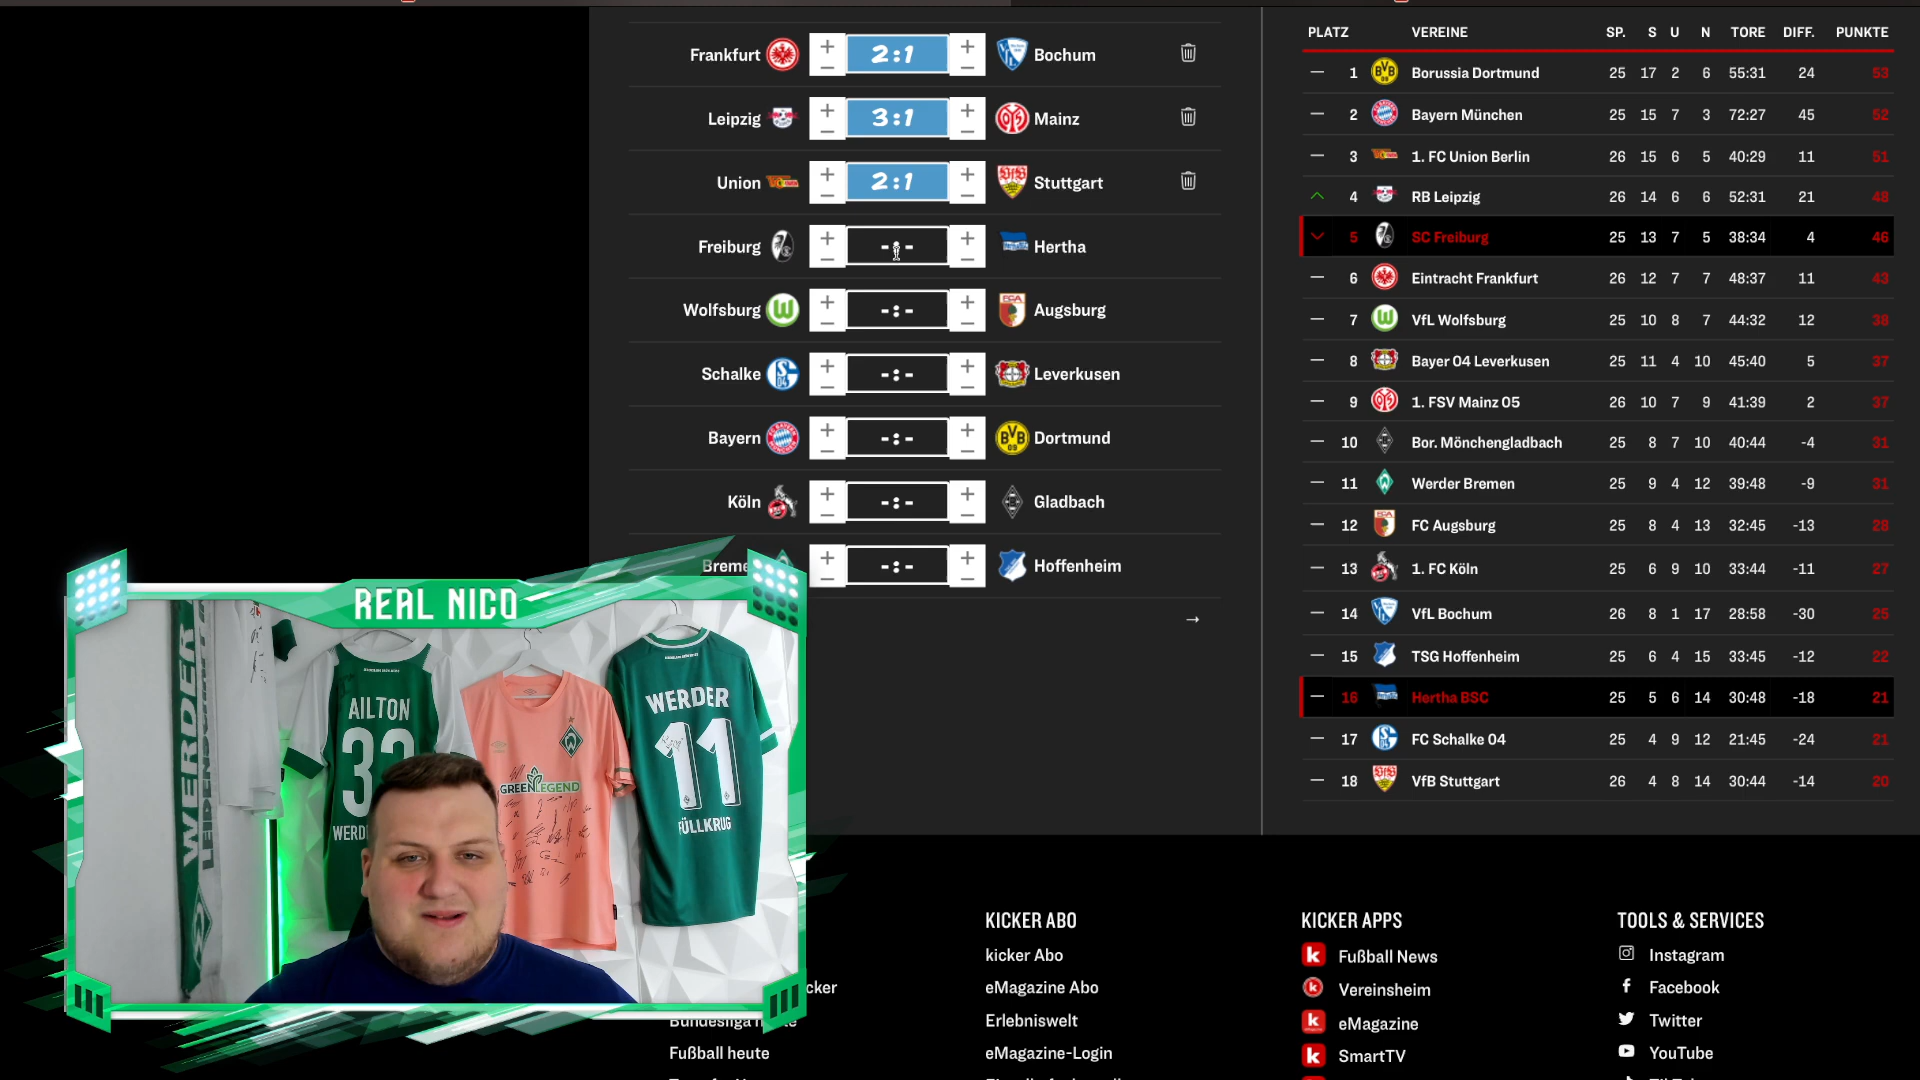 Frankfurt + − 2:1 + − Bochum
Leipzig + − 3:1 + − Mainz
Union + − 2:1 + − Stuttgart
Freiburg + − -:- + − Hertha
Wolfsburg + − -:- + − Augsburg
Schalke + − -:- + − Leverkusen
Bayern + − -:- + − Dortmund
Köln + − -:- + − Gladbach
Breme + − -:- + − Hoffenheim
→
PLATZ VEREINE SP. S U N TORE DIFF. PUNKTE
1 Borussia Dortmund 25 17 2 6 55:31 24 53
2 Bayern München 25 15 7 3 72:27 45 52
3 1. FC Union Berlin 26 15 6 5 40:29 11 51
4 RB Leipzig 26 14 6 6 52:31 21 48
5 SC Freiburg 25 13 7 5 38:34 4 46
6 Eintracht Frankfurt 26 12 7 7 48:37 11 43
7 VfL Wolfsburg 25 10 8 7 44:32 12 38
8 Bayer 04 Leverkusen 25 11 4 10 45:40 5 37
9 1. FSV Mainz 05 26 10 7 9 41:39 2 37
10 Bor. Mönchengladbach 25 8 7 10 40:44 -4 31
11 Werder Bremen 25 9 4 12 39:48 -9 31
12 FC Augsburg 25 8 4 13 32:45 -13 28
13 1. FC Köln 25 6 9 10 33:44 -11 27
14 VfL Bochum 26 8 1 17 28:58 -30 25
15 TSG Hoffenheim 25 6 4 15 33:45 -12 22
16 Hertha BSC 25 5 6 14 30:48 -18 21
17 FC Schalke 04 25 4 9 12 21:45 -24 21
18 VfB Stuttgart 26 4 8 14 30:44 -14 20
REAL NICO
WERDER
LEIDENSCHAFT
AILTON
32
WERD
GREENLEGEND
WERDER
11
FÜLLKRUG
cker
Bundesliga heute
Fußball heute
KICKER ABO
kicker Abo
eMagazine Abo
Erlebniswelt
eMagazine-Login
KICKER APPS
Fußball News
Vereinsheim
eMagazine
SmartTV
TOOLS & SERVICES
Instagram
Facebook
Twitter
YouTube